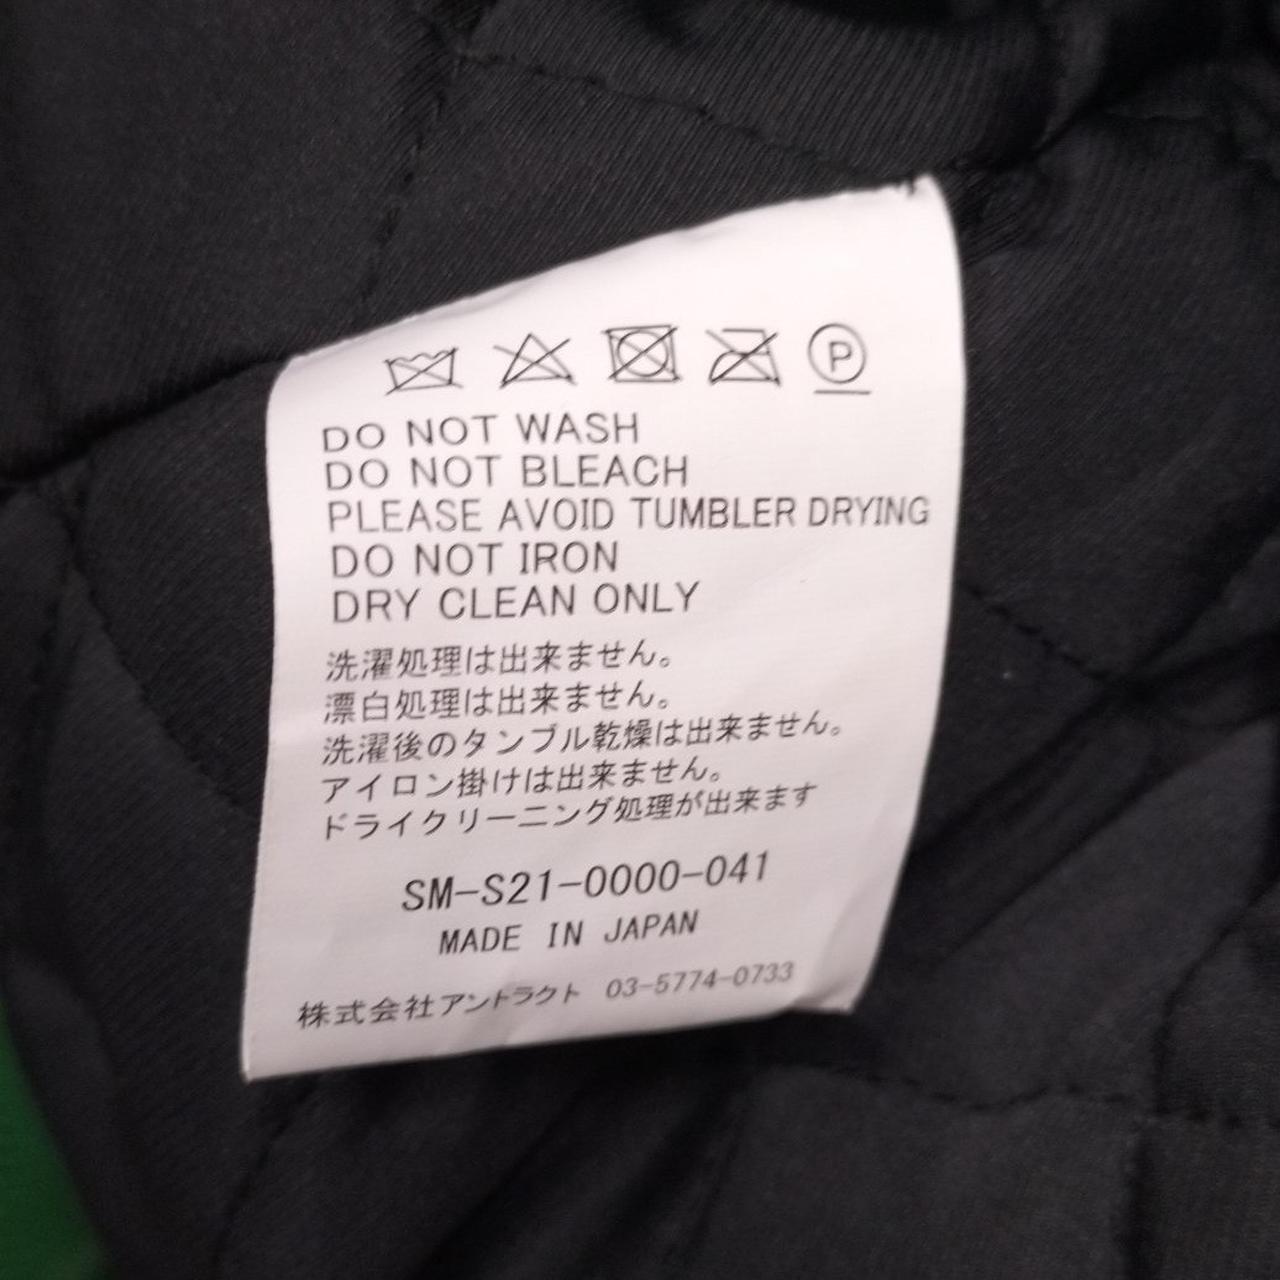 P
DO NOT WASH
DO NOT BLEACH
PLEASE AVOID TUMBLER DRYING
DO NOT IRON
DRY CLEAN ONLY
洗濯処理は出来ません。
漂白処理は出来ません。
洗濯後のタンブル乾燥は出来ません。
アイロン掛けは出来ません。
ドライクリーニング処理が出来ます
SM-S21-0000-041
MADE IN JAPAN
株式会社アントラクト 03-5774-0733